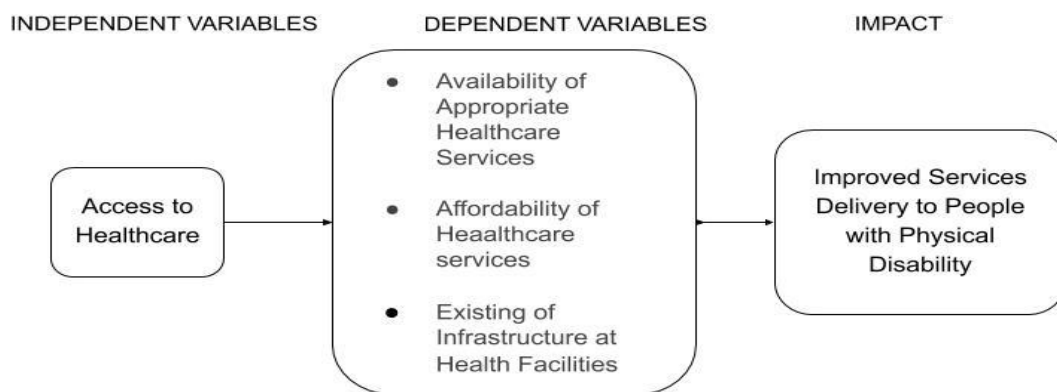 INDEPENDENT VARIABLES
DEPENDENT VARIABLES
IMPACT
Access to
Healthcare
● Availability of
Appropriate
Healthcare
Services
● Affordability of
Heaalthcare
services
● Existing of
Infrastructure at
Health Facilities
Improved Services
Delivery to People
with Physical
Disability